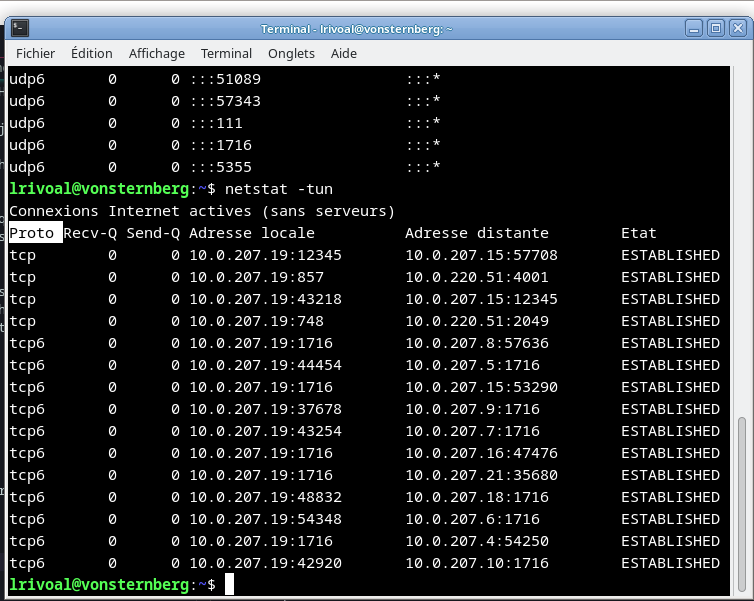 Terminal - lrivoal@vonsternberg: ~
Fichier Édition Affichage Terminal Onglets Aide
udp6 0 0 :::51089 :::*
udp6 0 0 :::57343 :::*
udp6 0 0 :::111 :::*
udp6 0 0 :::1716 :::*
udp6 0 0 :::5355 :::*
lrivoal@vonsternberg:~$ netstat -tun
Connexions Internet actives (sans serveurs)
Proto Recv-Q Send-Q Adresse locale Adresse distante Etat
tcp 0 0 10.0.207.19:12345 10.0.207.15:57708 ESTABLISHED
tcp 0 0 10.0.207.19:857 10.0.220.51:4001 ESTABLISHED
tcp 0 0 10.0.207.19:43218 10.0.207.15:12345 ESTABLISHED
tcp 0 0 10.0.207.19:748 10.0.220.51:2049 ESTABLISHED
tcp6 0 0 10.0.207.19:1716 10.0.207.8:57636 ESTABLISHED
tcp6 0 0 10.0.207.19:44454 10.0.207.5:1716 ESTABLISHED
tcp6 0 0 10.0.207.19:1716 10.0.207.15:53290 ESTABLISHED
tcp6 0 0 10.0.207.19:37678 10.0.207.9:1716 ESTABLISHED
tcp6 0 0 10.0.207.19:43254 10.0.207.7:1716 ESTABLISHED
tcp6 0 0 10.0.207.19:1716 10.0.207.16:47476 ESTABLISHED
tcp6 0 0 10.0.207.19:1716 10.0.207.21:35680 ESTABLISHED
tcp6 0 0 10.0.207.19:48832 10.0.207.18:1716 ESTABLISHED
tcp6 0 0 10.0.207.19:54348 10.0.207.6:1716 ESTABLISHED
tcp6 0 0 10.0.207.19:1716 10.0.207.4:54250 ESTABLISHED
tcp6 0 0 10.0.207.19:42920 10.0.207.10:1716 ESTABLISHED
lrivoal@vonsternberg:~$